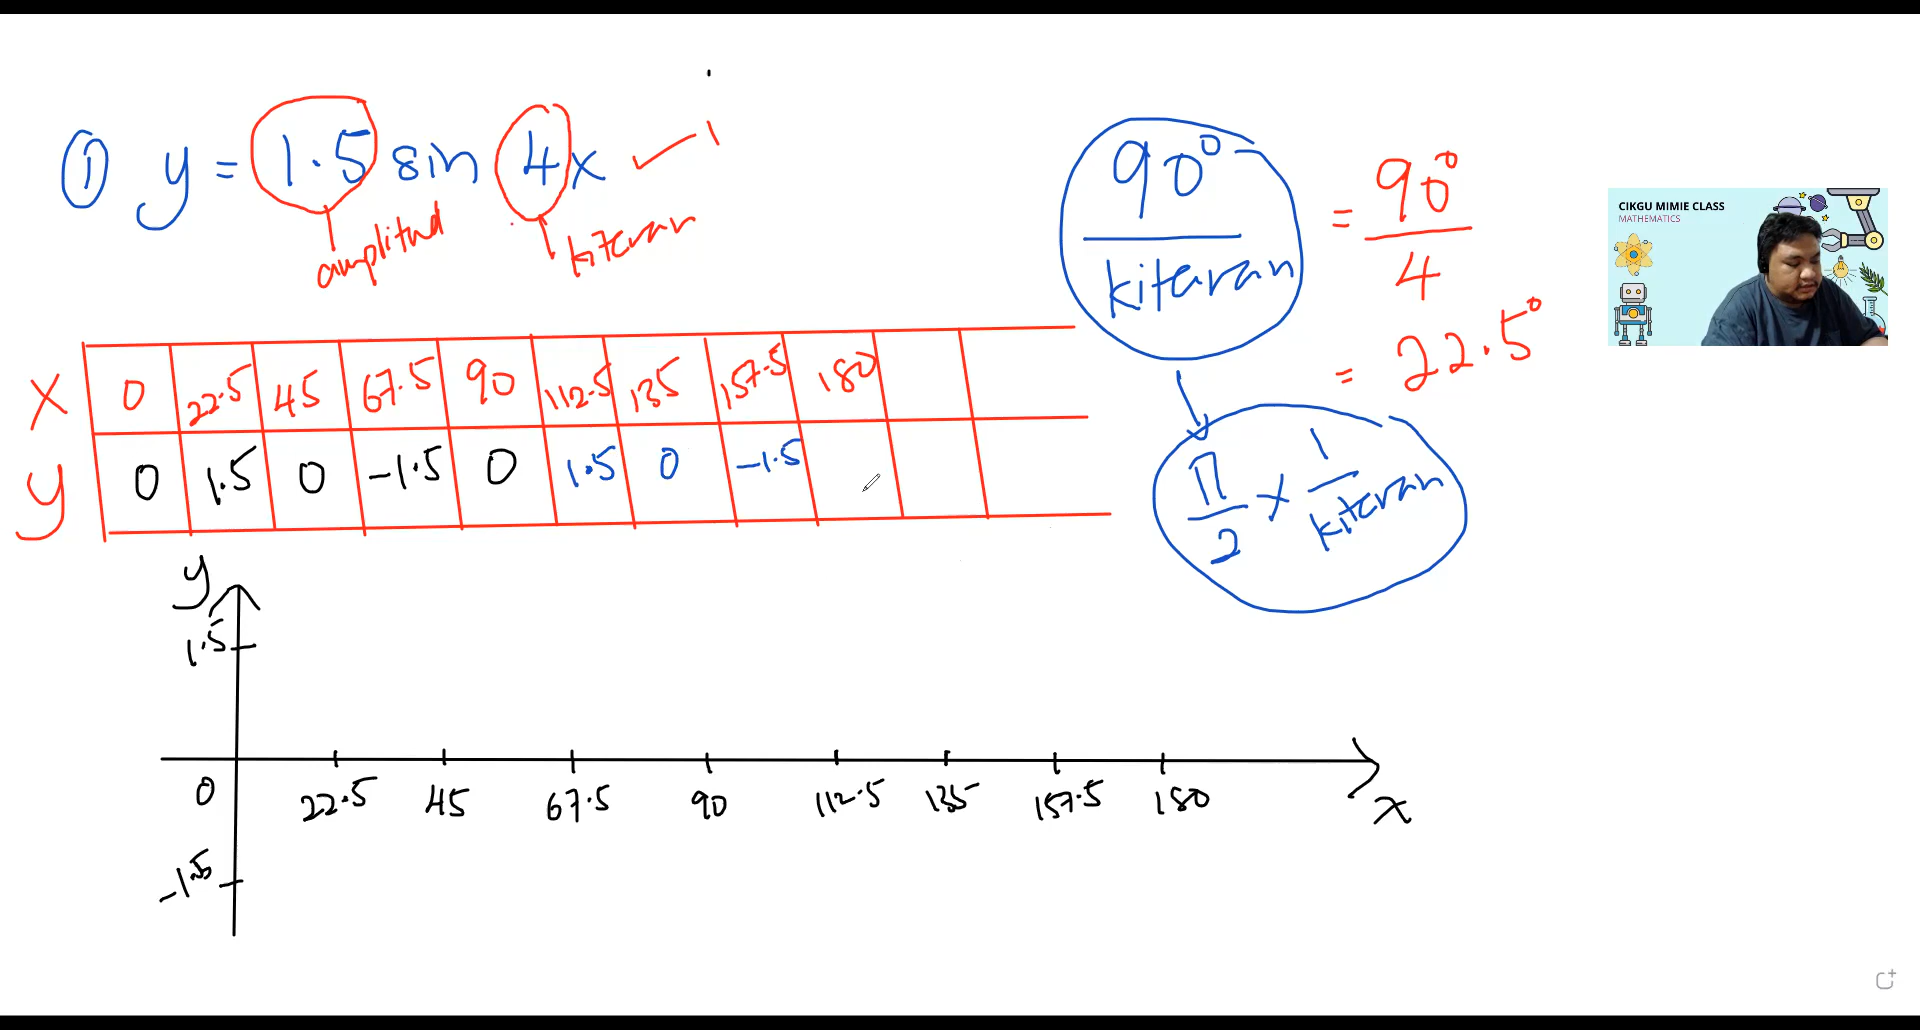 ① y = 1.5 sin 4x
amplitud
kitaran
90°
kitaran
= 90°
4
= 22.5°
CIKGU MIMIE CLASS
MATHEMATICS
x 0 22.5 45 67.5 90 112.5 135 157.5 180
y 0 1.5 0 -1.5 0 1.5 0 -1.5
π/2 × 1/kitaran
y
1.5
0 22.5 45 67.5 90 112.5 135 157.5 180 x
-1.5